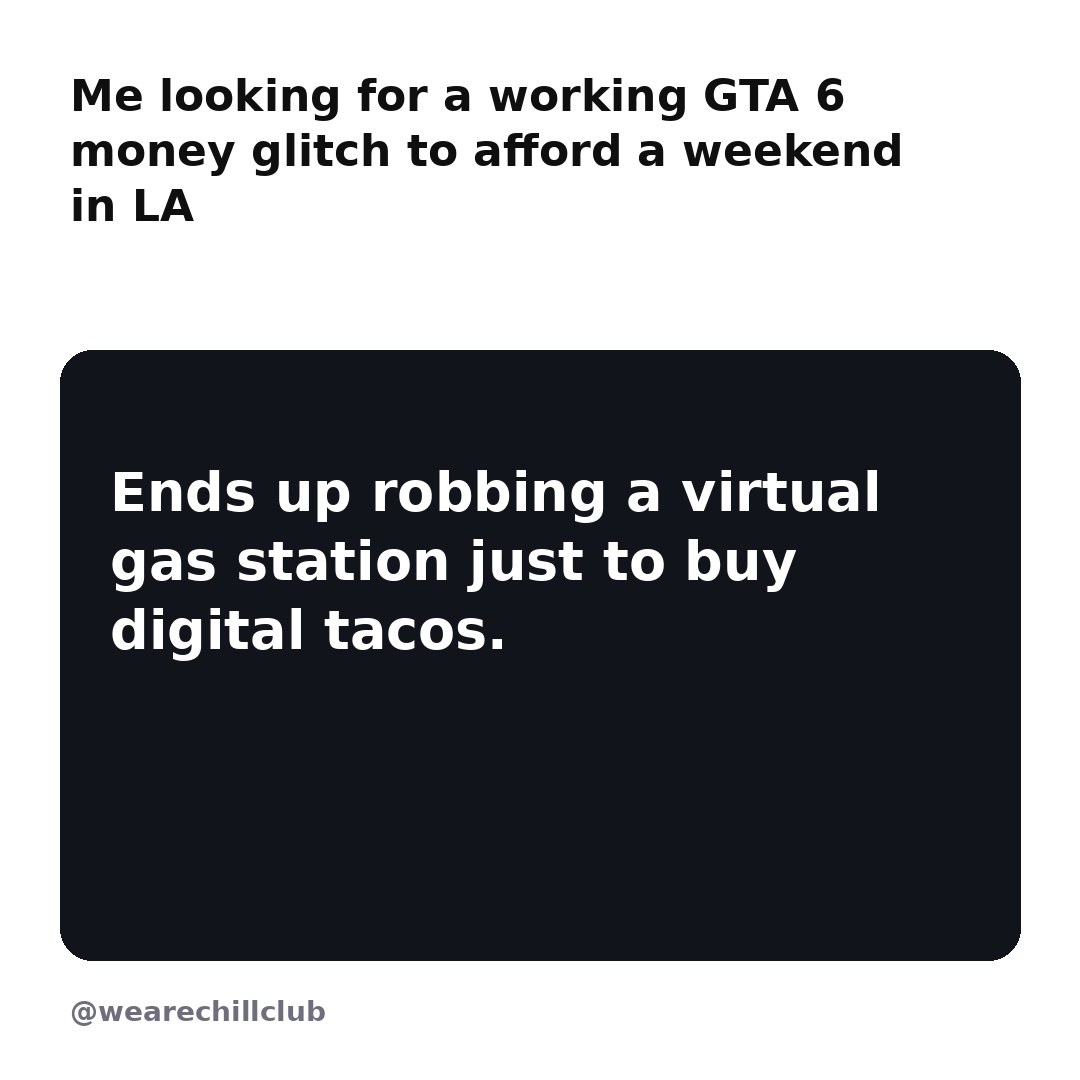 Me looking for a working GTA 6
money glitch to afford a weekend
in LA
Ends up robbing a virtual
gas station just to buy
digital tacos.
@wearechillclub